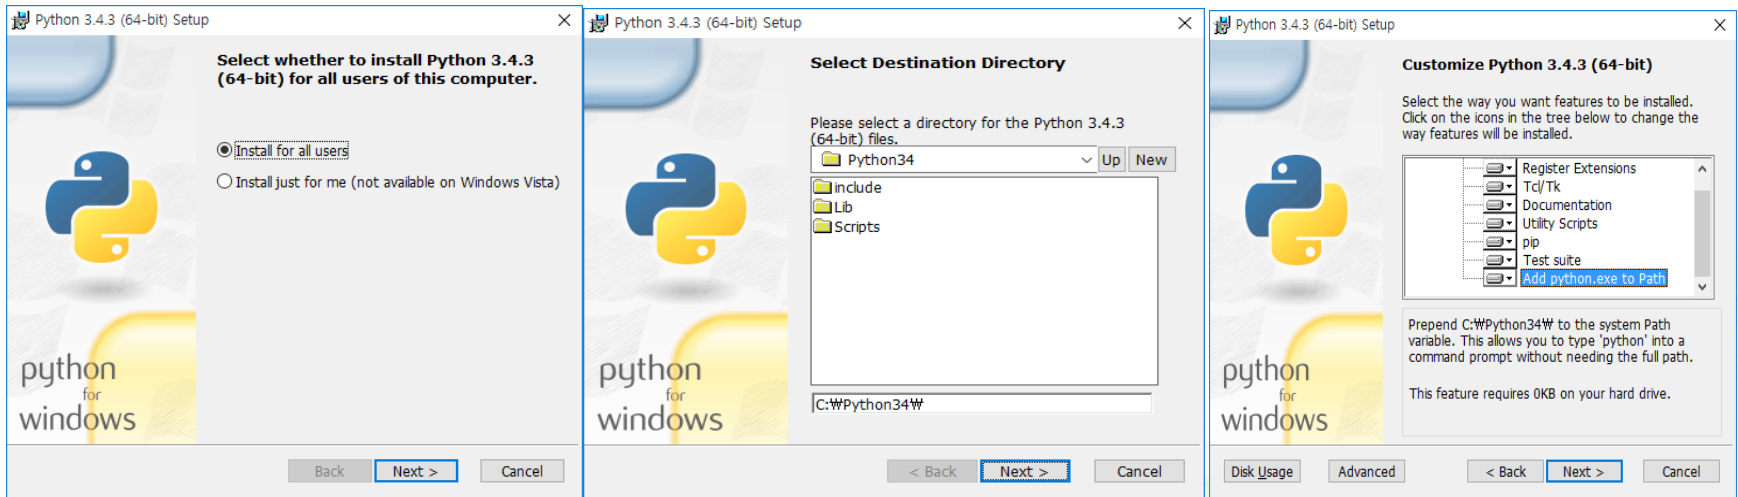 Python 3.4.3 (64-bit) Setup
Select whether to install Python 3.4.3
(64-bit) for all users of this computer.
Install for all users
Install just for me (not available on Windows Vista)
python
for
windows
Back
Next >
Cancel
Python 3.4.3 (64-bit) Setup
Select Destination Directory
Please select a directory for the Python 3.4.3
(64-bit) files.
Python34
Up
New
include
Lib
Scripts
C:₩Python34₩
python
for
windows
< Back
Next >
Cancel
Python 3.4.3 (64-bit) Setup
Customize Python 3.4.3 (64-bit)
Select the way you want features to be installed.
Click on the icons in the tree below to change the
way features will be installed.
Register Extensions
Tcl/Tk
Documentation
Utility Scripts
pip
Test suite
Add python.exe to Path
Prepend C:₩Python34₩ to the system Path
variable. This allows you to type 'python' into a
command prompt without needing the full path.
This feature requires 0KB on your hard drive.
python
for
windows
Disk Usage
Advanced
< Back
Next >
Cancel